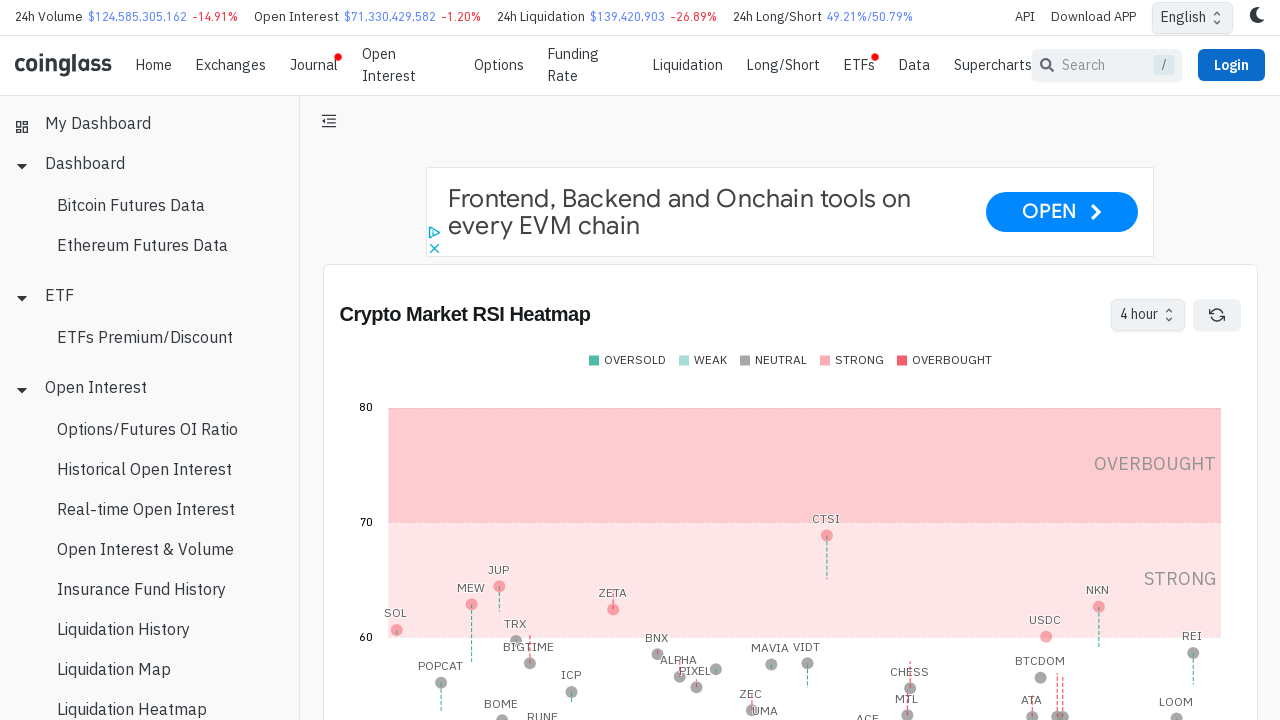 24h Volume $124,585,305,162 -14.91% Open Interest $71,330,429,582 -1.20% 24h Liquidation $139,420,903 -26.89% 24h Long/Short 49.21%/50.79% API Download APP English
coinglass Home Exchanges Journal Open Interest Options Funding Rate Liquidation Long/Short ETFs Data Supercharts Search / Login
My Dashboard
Dashboard
Bitcoin Futures Data
Ethereum Futures Data
ETF
ETFs Premium/Discount
Open Interest
Options/Futures OI Ratio
Historical Open Interest
Real-time Open Interest
Open Interest & Volume
Insurance Fund History
Liquidation History
Liquidation Map
Liquidation Heatmap
Frontend, Backend and Onchain tools on
every EVM chain
OPEN
Crypto Market RSI Heatmap
4 hour
OVERSOLD WEAK NEUTRAL STRONG OVERBOUGHT
80
OVERBOUGHT
70
CTSI
STRONG
JUP
MEW
ZETA
NKN
SOL
TRX
USDC
60
BNX
REI
BIGTIME
MAVIA
VIDT
ALPHA
BTCDOM
POPCAT
PIXEL
CHESS
ICP
ZEC
MTL
ATA
BOME
LOOM
UMA
RUNE
ACE